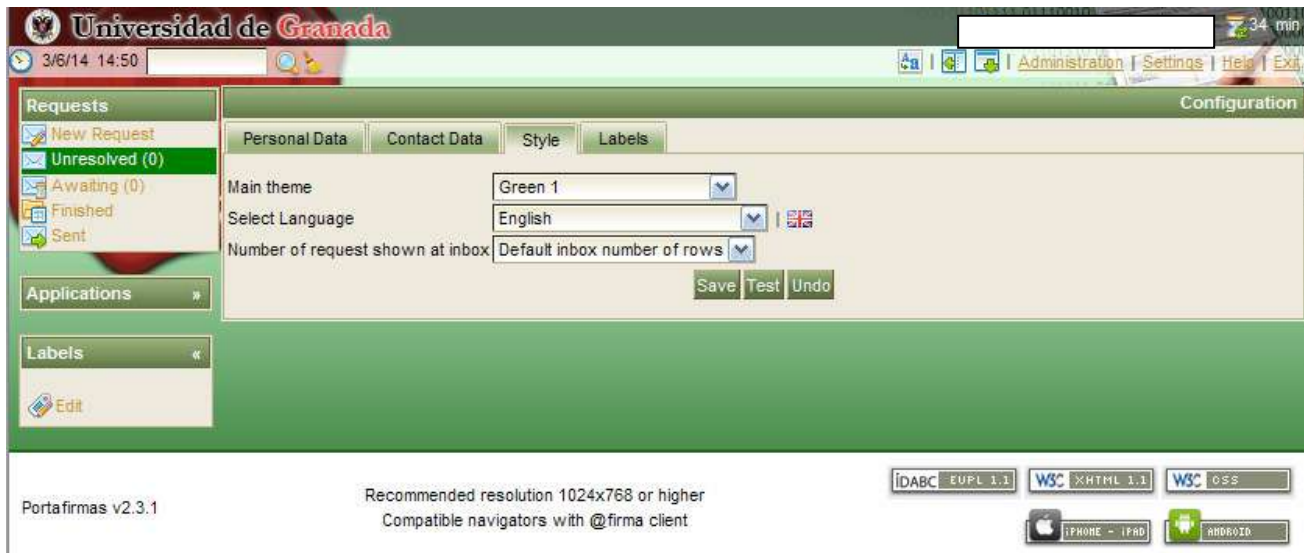 Universidad de Granada
34 min
3/6/14 14:50
Administration | Settings | Help | Exit
Requests
Configuration
New Request
Unresolved (0)
Awaiting (0)
Finished
Sent
Personal Data
Contact Data
Style
Labels
Main theme
Green 1
Select Language
English
Number of request shown at inbox
Default inbox number of rows
Save Test Undo
Applications »
Labels «
Edit
Portafirmas v2.3.1
Recommended resolution 1024x768 or higher
Compatible navigators with @firma client
IDABC EUPL 1.1
W3C XHTML 1.1
W3C CSS
iPHONE - iPAD
ANDROID